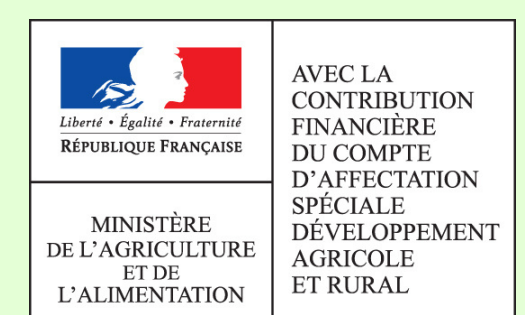 Liberté • Égalité • Fraternité
RÉPUBLIQUE FRANÇAISE
MINISTÈRE
DE L'AGRICULTURE
ET DE
L'ALIMENTATION
AVEC LA
CONTRIBUTION
FINANCIÈRE
DU COMPTE
D'AFFECTATION
SPÉCIALE
DÉVELOPPEMENT
AGRICOLE
ET RURAL